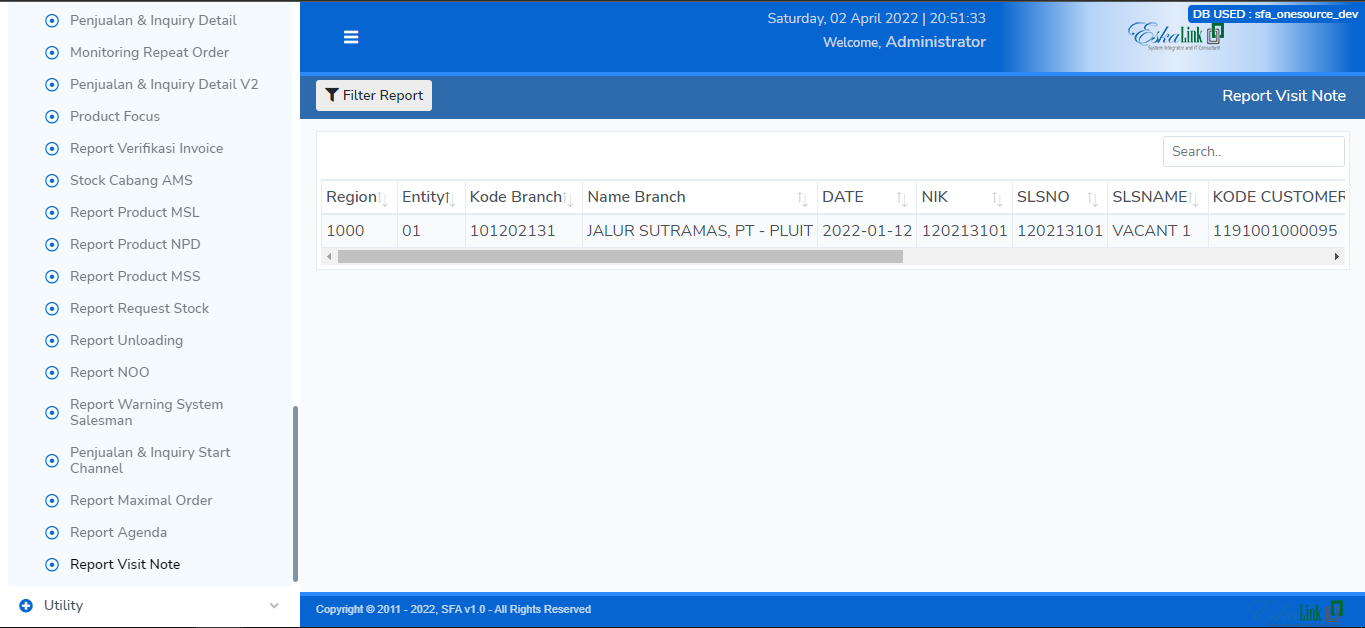 Penjualan & Inquiry Detail
Monitoring Repeat Order
Penjualan & Inquiry Detail V2
Product Focus
Report Verifikasi Invoice
Stock Cabang AMS
Report Product MSL
Report Product NPD
Report Product MSS
Report Request Stock
Report Unloading
Report NOO
Report Warning System
Salesman
Penjualan & Inquiry Start
Channel
Report Maximal Order
Report Agenda
Report Visit Note
Utility
Saturday, 02 April 2022 | 20:51:33
Welcome, Administrator
DB USED : sfa_onesource_dev
EskaLink
System Integrator and IT Consultant
Filter Report
Report Visit Note
Search..
Region Entity Kode Branch Name Branch DATE NIK SLSNO SLSNAME KODE CUSTOMER
1000 01 101202131 JALUR SUTRAMAS, PT - PLUIT 2022-01-12 120213101 120213101 VACANT 1 1191001000095
Copyright © 2011 - 2022, SFA v1.0 - All Rights Reserved
EskaLink